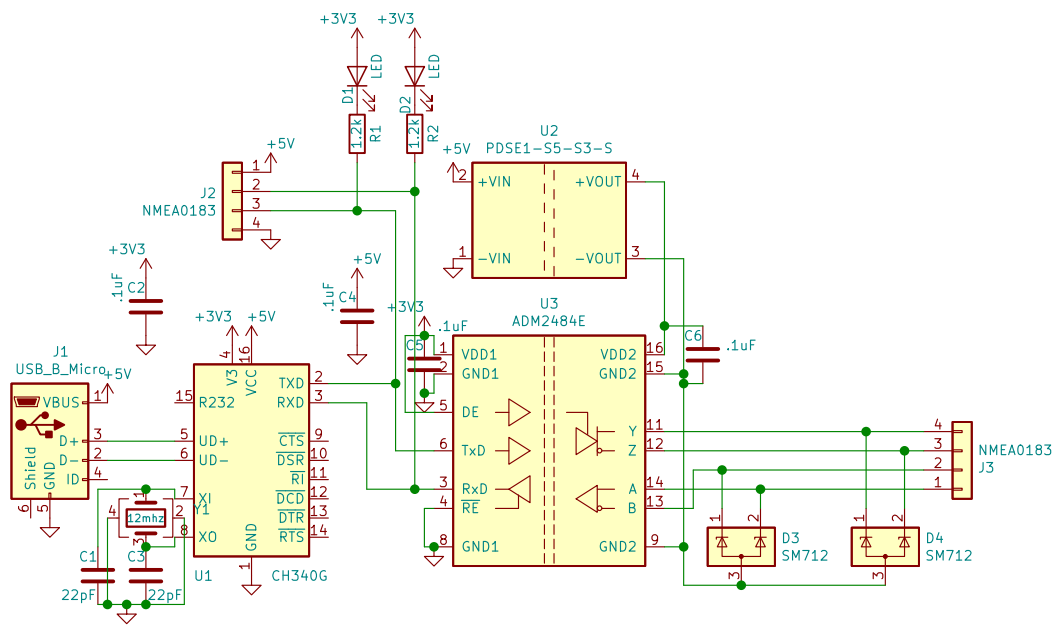 +3V3
+3V3
LED
LED
D1
D2
1.2k
R1
1.2k
R2
+5V
J2
NMEA0183
1
2
3
4
U2
PDSE1-S5-S3-S
+5V
2
+VIN
+VOUT
4
1
-VIN
-VOUT
3
+3V3
.1uF
C2
+5V
.1uF
C4
+3V3
.1uF
C5
U3
ADM2484E
1
VDD1
VDD2
16
2
GND1
GND2
15
5
DE
Y
11
6
TxD
Z
12
3
RxD
A
14
4
RE
B
13
8
GND1
GND2
9
C6
.1uF
+3V3
+5V
4
16
V3
VCC
TXD
2
RXD
3
15
R232
CTS
9
5
UD+
DSR
10
6
UD-
RI
11
DCD
12
7
XI
DTR
13
8
XO
RTS
14
GND
1
U1
CH340G
J1
USB_B_Micro
+5V
VBUS
1
D+
3
D-
2
ID
4
Shield
GND
6
5
1
4
12mhz
2
Y1
3
C1
22pF
C3
22pF
4
3
2
1
NMEA0183
J3
1
2
D3
SM712
3
1
2
D4
SM712
3